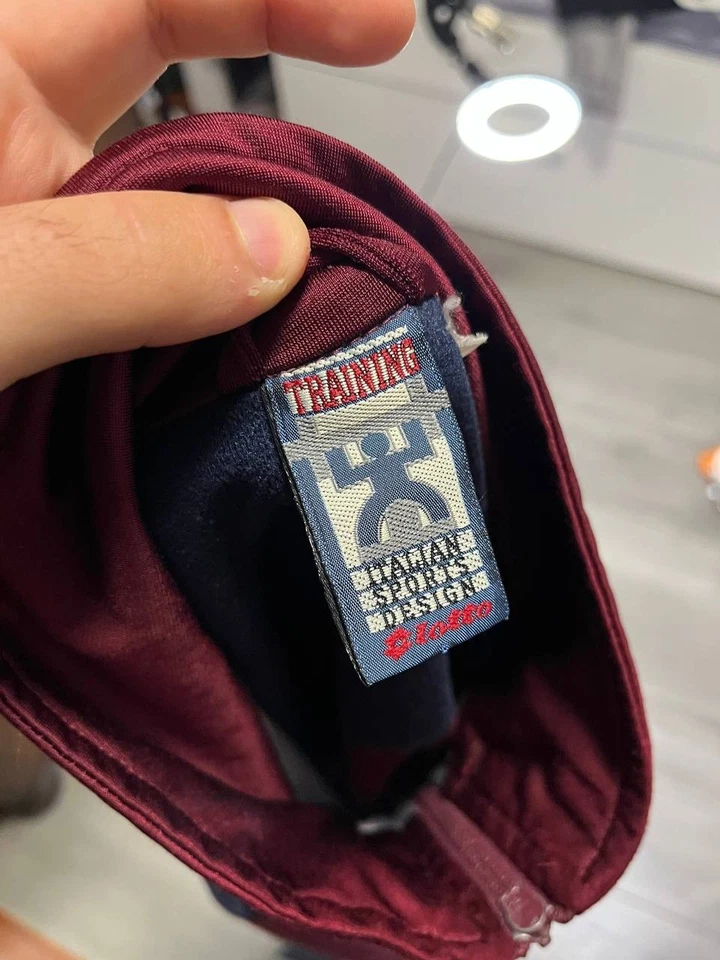 TRAINING
ITALIAN
SPORTS
DESIGN
lotto